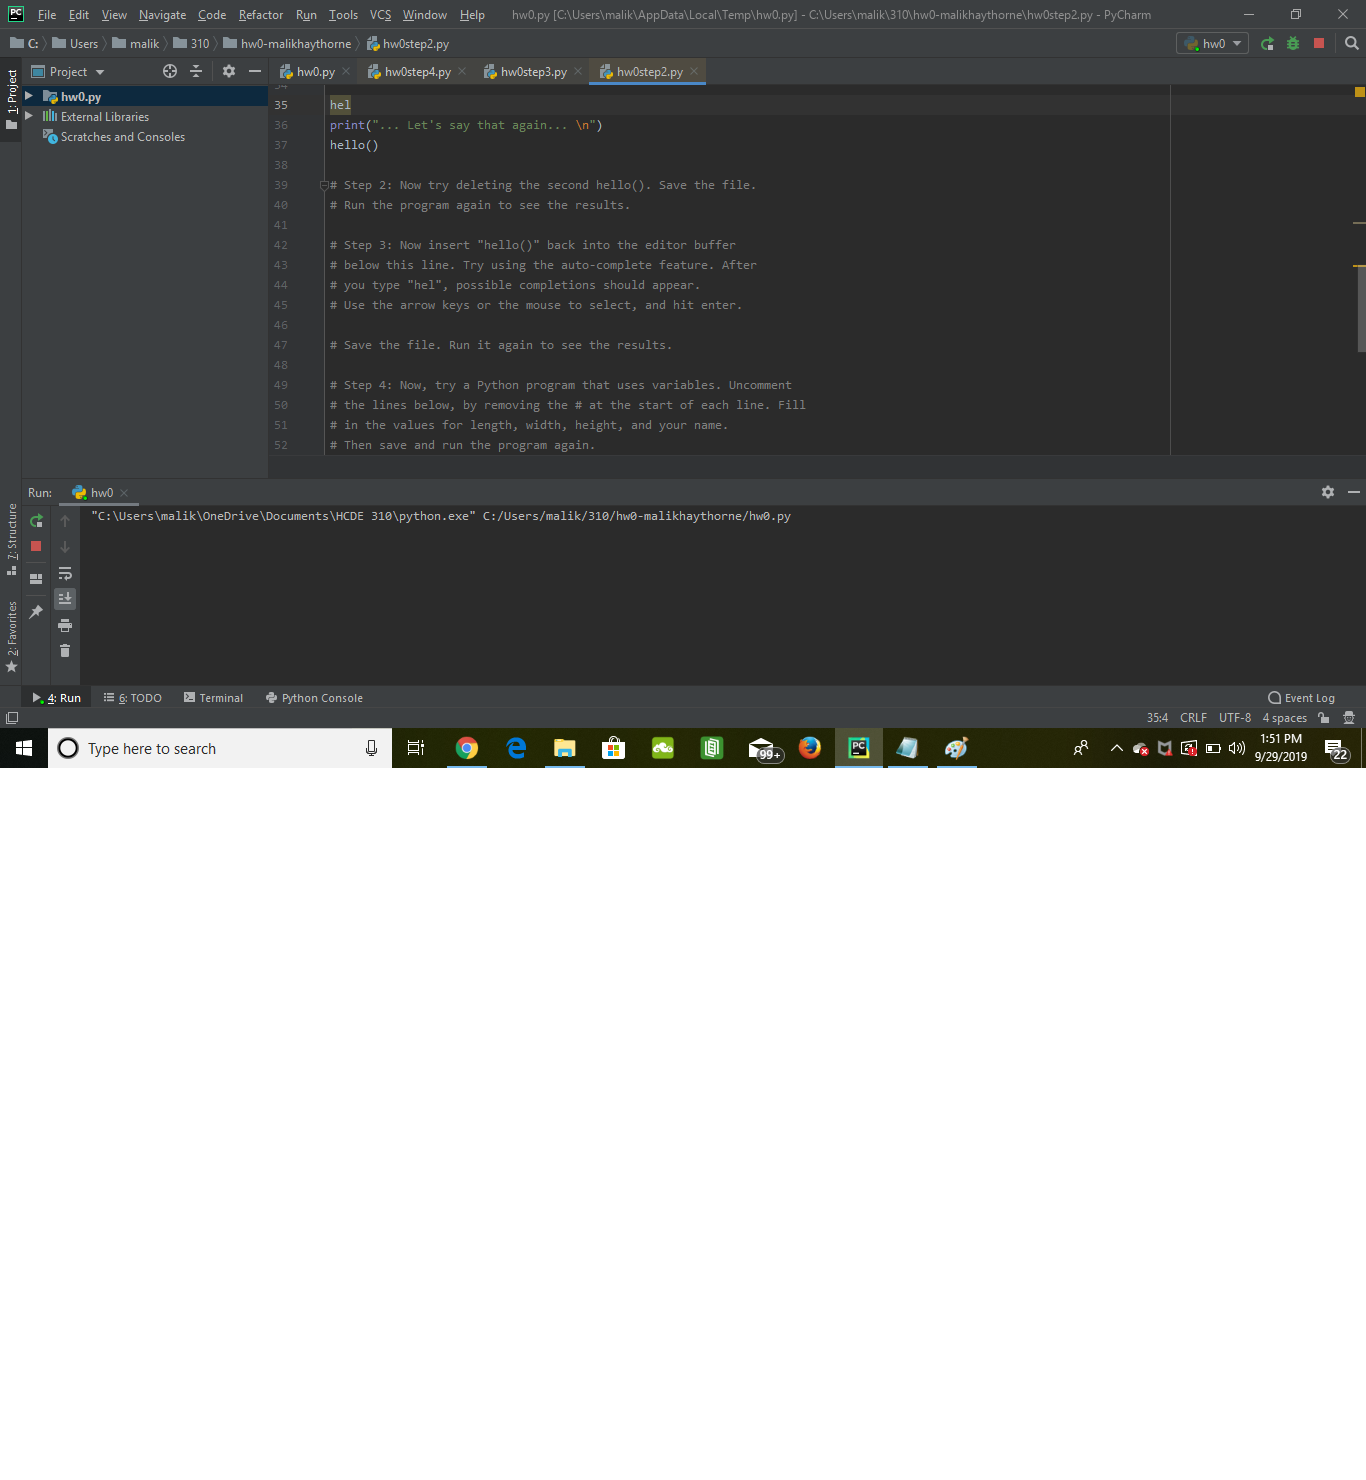 PC File Edit View Navigate Code Refactor Run Tools VCS Window Help hw0.py [C:\Users\malik\AppData\Local\Temp\hw0.py] - C:\Users\malik\310\hw0-malikhaythorne\hw0step2.py - PyCharm
C: Users malik 310 hw0-malikhaythorne hw0step2.py hw0
1: Project
Project hw0.py hw0step4.py hw0step3.py hw0step2.py
hw0.py
External Libraries
Scratches and Consoles
34
35 hel
36 print("... Let's say that again... \n")
37 hello()
38
39 # Step 2: Now try deleting the second hello(). Save the file.
40 # Run the program again to see the results.
41
42 # Step 3: Now insert "hello()" back into the editor buffer
43 # below this line. Try using the auto-complete feature. After
44 # you type "hel", possible completions should appear.
45 # Use the arrow keys or the mouse to select, and hit enter.
46
47 # Save the file. Run it again to see the results.
48
49 # Step 4: Now, try a Python program that uses variables. Uncomment
50 # the lines below, by removing the # at the start of each line. Fill
51 # in the values for length, width, height, and your name.
52 # Then save and run the program again.
Run: hw0
"C:\Users\malik\OneDrive\Documents\HCDE 310\python.exe" C:/Users/malik/310/hw0-malikhaythorne/hw0.py
7: Structure
2: Favorites
4: Run 6: TODO Terminal Python Console Event Log
35:4 CRLF UTF-8 4 spaces
Type here to search 99+ PC 1:51 PM
9/29/2019 22